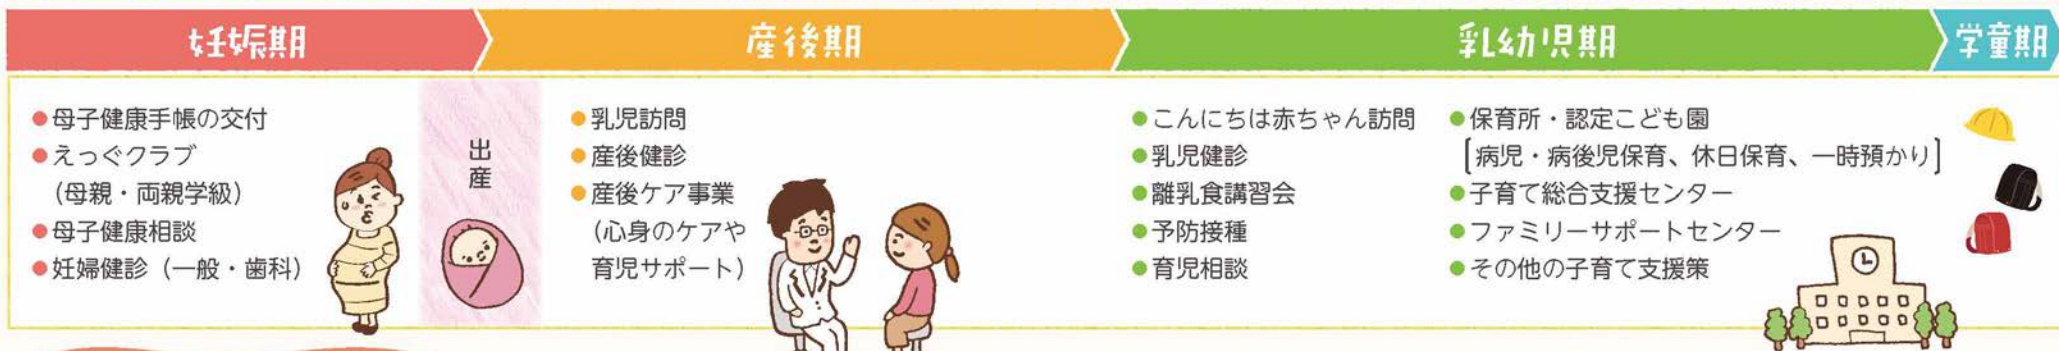 妊娠期
産後期
乳幼児期
学童期
●母子健康手帳の交付
●えっぐクラブ
(母親・両親学級)
●母子健康相談
●妊婦健診(一般・歯科)
出産
●乳児訪問
●産後健診
●産後ケア事業
(心身のケアや
育児サポート)
●こんにちは赤ちゃん訪問
●乳児健診
●離乳食講習会
●予防接種
●育児相談
●保育所・認定こども園
[病児・病後児保育、休日保育、一時預かり]
●子育て総合支援センター
●ファミリーサポートセンター
●その他の子育て支援策